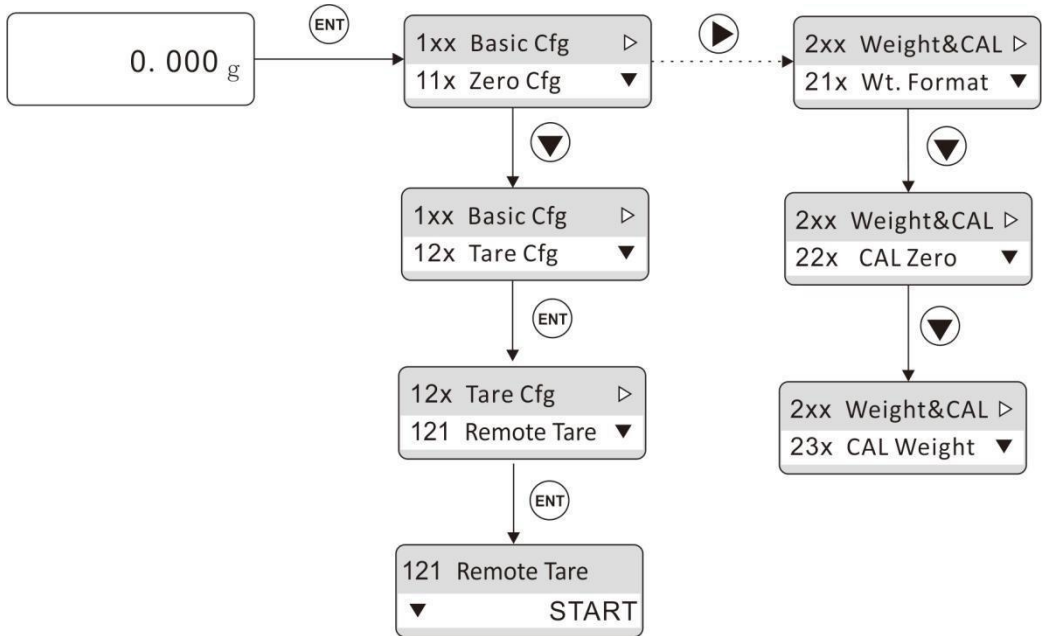 0. 000 g
ENT
1xx Basic Cfg
11x Zero Cfg
2xx Weight&CAL
21x Wt. Format
1xx Basic Cfg
12x Tare Cfg
2xx Weight&CAL
22x CAL Zero
ENT
12x Tare Cfg
121 Remote Tare
2xx Weight&CAL
23x CAL Weight
ENT
121 Remote Tare
START